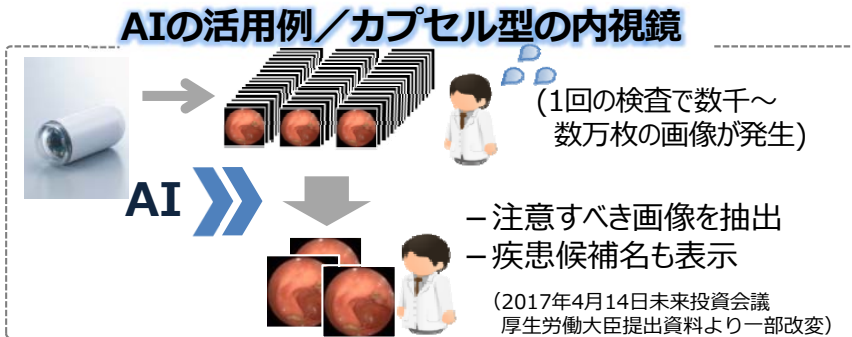 AIの活用例／カプセル型の内視鏡
(1回の検査で数千～
数万枚の画像が発生)
AI
－注意すべき画像を抽出
－疾患候補名も表示
（2017年4月14日未来投資会議
厚生労働大臣提出資料より一部改変）